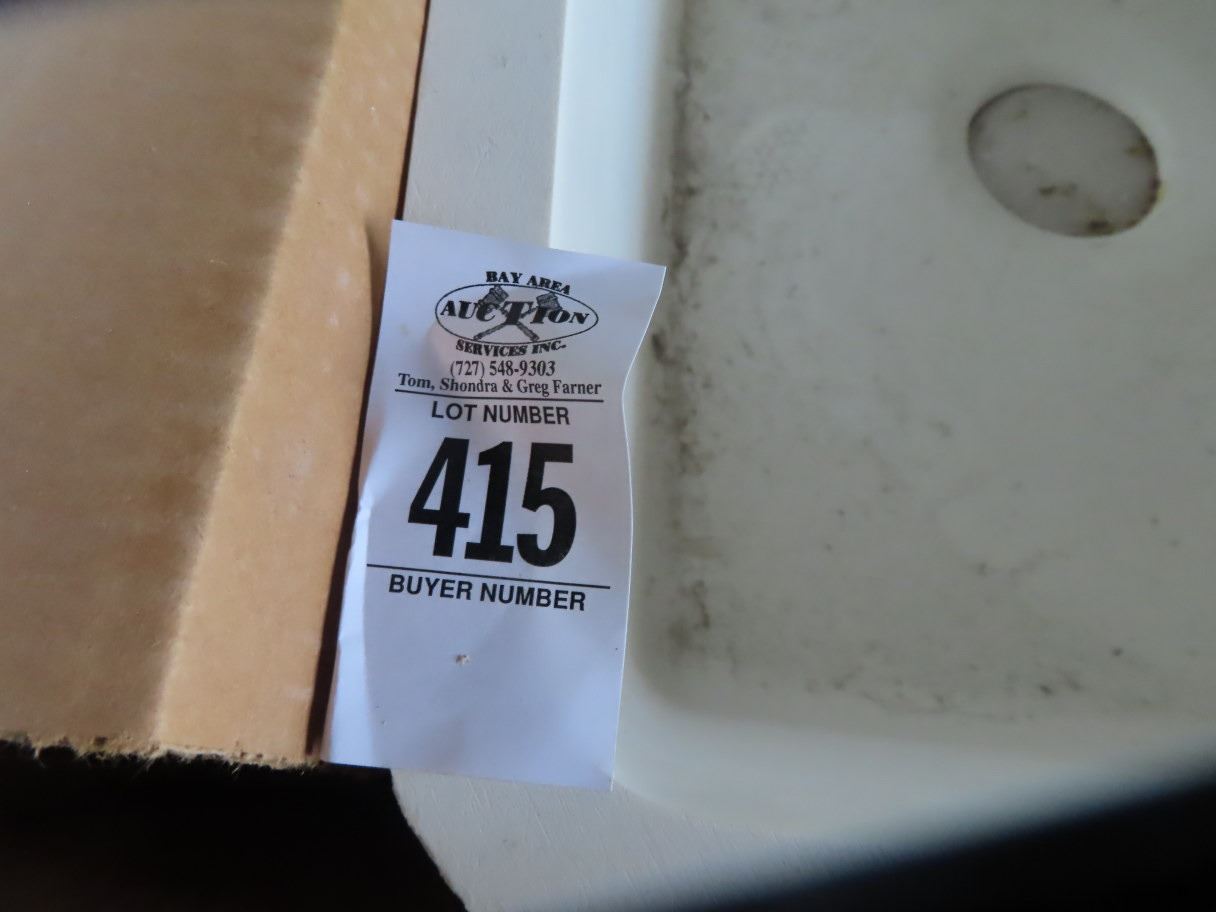 BAY AREA
AUCTION
SERVICES INC.
(727) 548-9303
Tom, Shondra & Greg Farner
LOT NUMBER
415
BUYER NUMBER